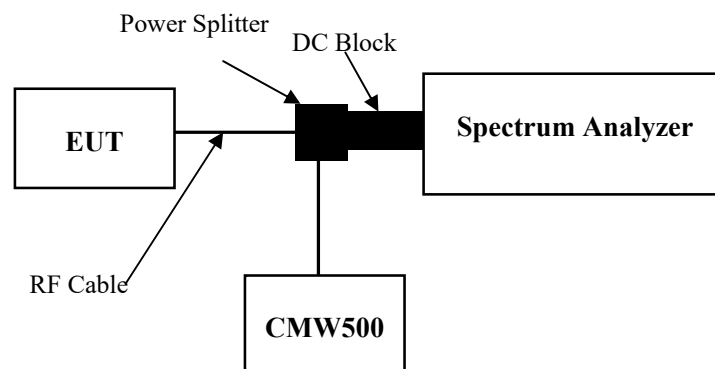 Power Splitter
DC Block
EUT
Spectrum Analyzer
RF Cable
CMW500